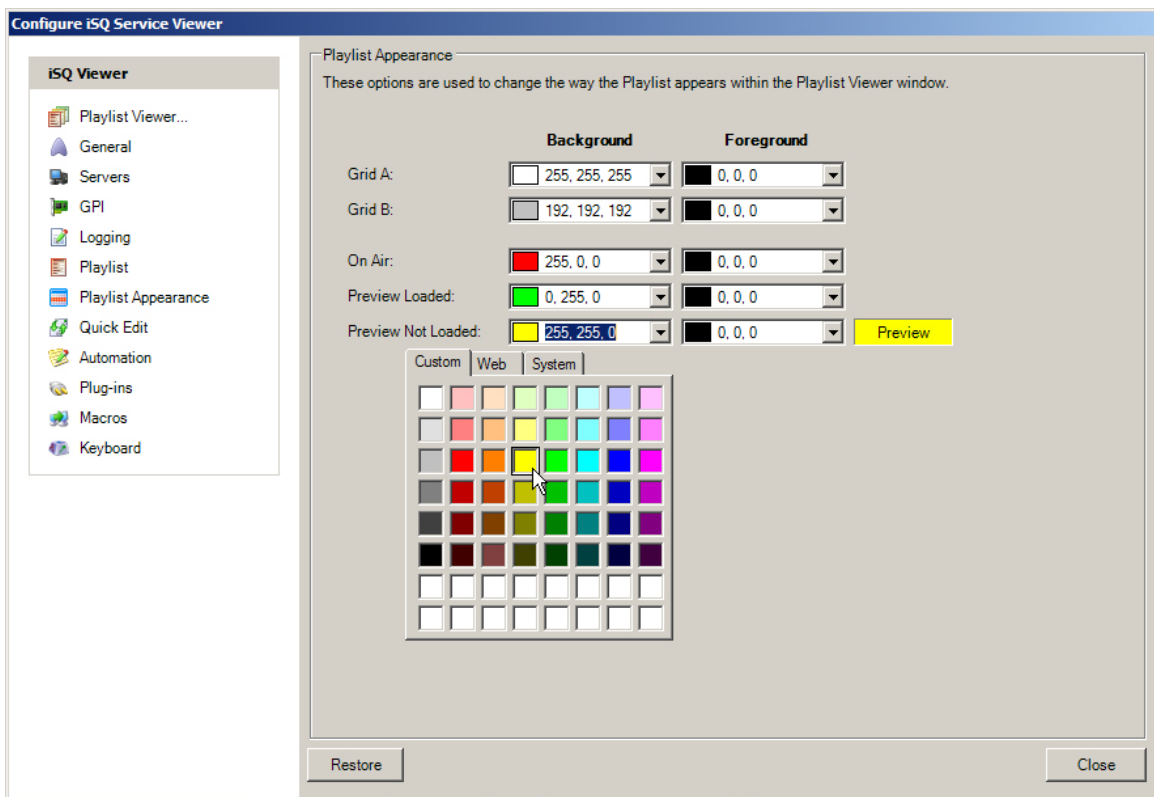 Configure iSQ Service Viewer
iSQ Viewer
Playlist Viewer...
General
Servers
GPI
Logging
Playlist
Playlist Appearance
Quick Edit
Automation
Plug-ins
Macros
Keyboard
Playlist Appearance
These options are used to change the way the Playlist appears within the Playlist Viewer window.
Background Foreground
Grid A: 255, 255, 255 0, 0, 0
Grid B: 192, 192, 192 0, 0, 0
On Air: 255, 0, 0 0, 0, 0
Preview Loaded: 0, 255, 0 0, 0, 0
Preview Not Loaded: 255, 255, 0 0, 0, 0 Preview
Custom Web System
Restore Close